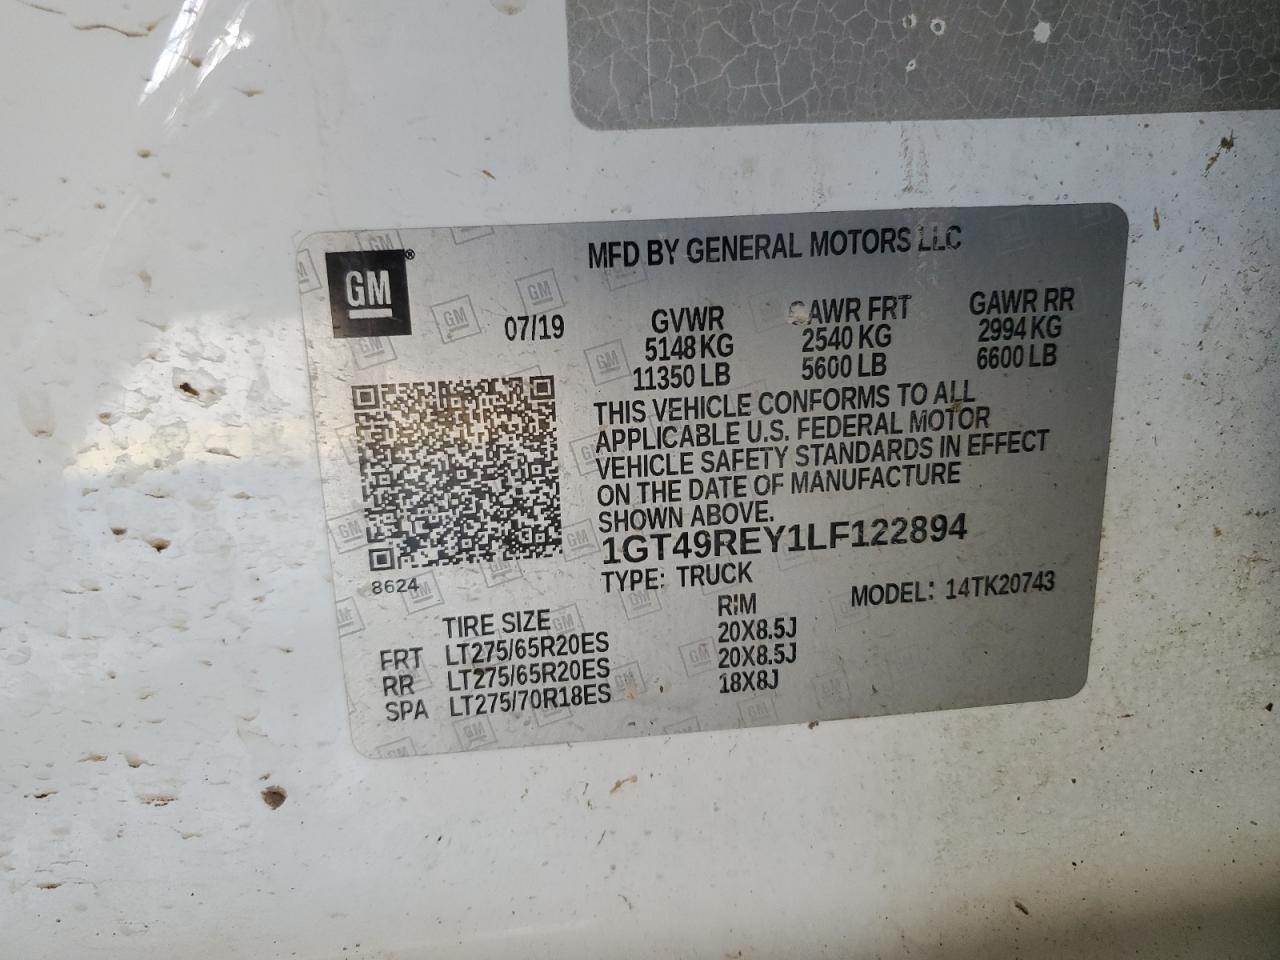 GM®
MFD BY GENERAL MOTORS LLC
07/19
GVWR GAWR FRT GAWR RR
5148 KG 2540 KG 2994 KG
11350 LB 5600 LB 6600 LB
THIS VEHICLE CONFORMS TO ALL
APPLICABLE U.S. FEDERAL MOTOR
VEHICLE SAFETY STANDARDS IN EFFECT
ON THE DATE OF MANUFACTURE
SHOWN ABOVE.
1GT49REY1LF122894
8624
TYPE: TRUCK MODEL: 14TK20743
TIRE SIZE RIM
FRT LT275/65R20ES 20X8.5J
RR LT275/65R20ES 20X8.5J
SPA LT275/70R18ES 18X8J